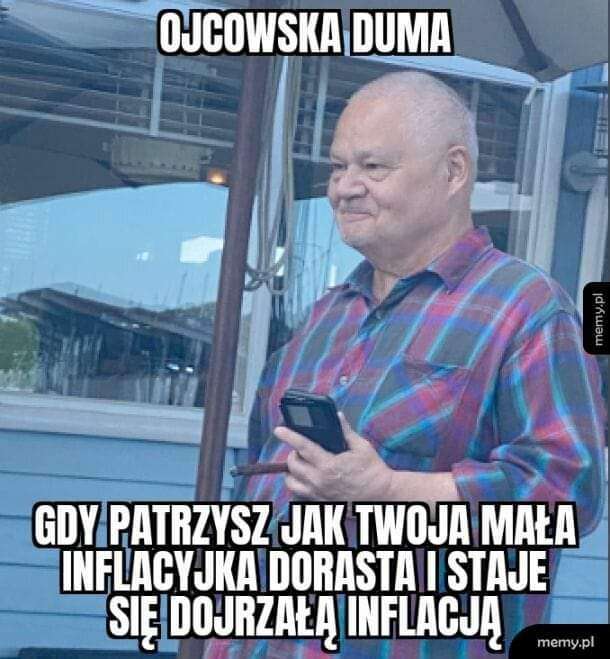 OJCOWSKA DUMA
memy.pl
GDY PATRZYSZ JAK TWOJA MAŁA
INFLACYJKA DORASTA I STAJE
SIĘ DOJRZAŁĄ INFLACJĄ
memy.pl